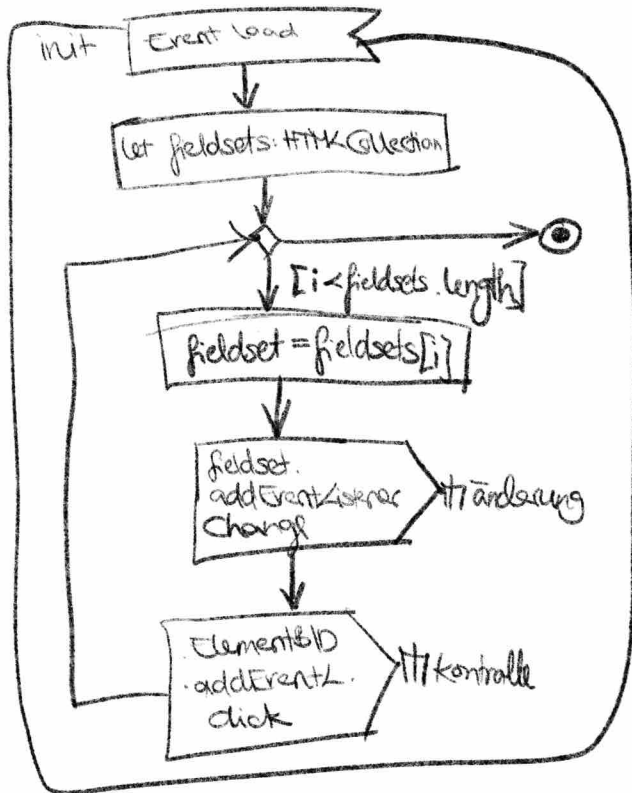 init
Event load
let fieldsets: HTMLCollection
[i<fieldsets.length]
fieldset = fieldsets[i]
fieldset.
addEventListener
Change
änderung
ElementByID
.addEventL.
click
Kontrolle